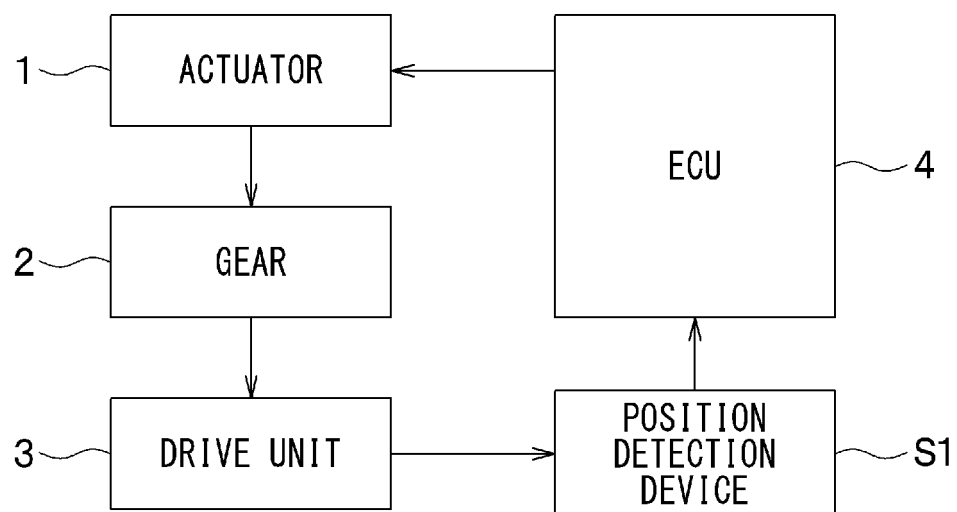 1
ACTUATOR
ECU
4
2
GEAR
3
DRIVE UNIT
POSITION
DETECTION
DEVICE
S1